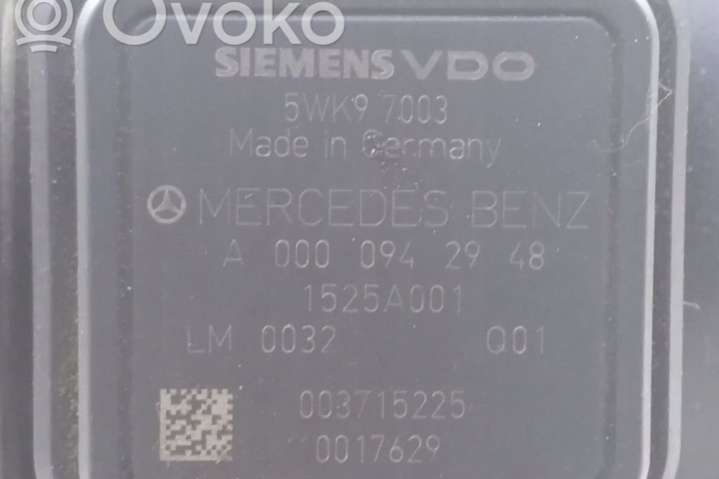 Ovoko
SIEMENS VDO
5WK9 7003
Made in Germany
MERCEDES BENZ
A 000 094 29 48
1525A001
LM 0032 Q01
003715225
0017629